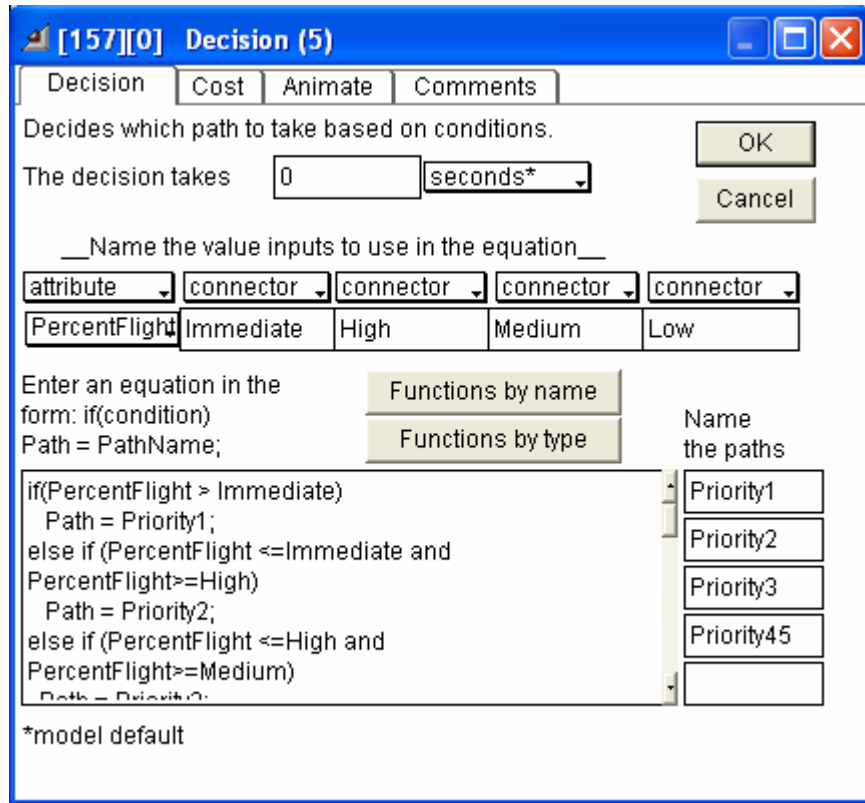 [157][0] Decision (5)
Decision Cost Animate Comments
Decides which path to take based on conditions.
OK
The decision takes 0 seconds*
Cancel
__Name the value inputs to use in the equation__
attribute connector connector connector connector
PercentFlight Immediate High Medium Low
Enter an equation in the
form: if(condition)
Path = PathName;
Functions by name
Functions by type
Name
the paths
if(PercentFlight > Immediate)
Path = Priority1;
else if (PercentFlight <=Immediate and
PercentFlight>=High)
Path = Priority2;
else if (PercentFlight <=High and
PercentFlight>=Medium)
Path =
Priority1
Priority2
Priority3
Priority45
*model default